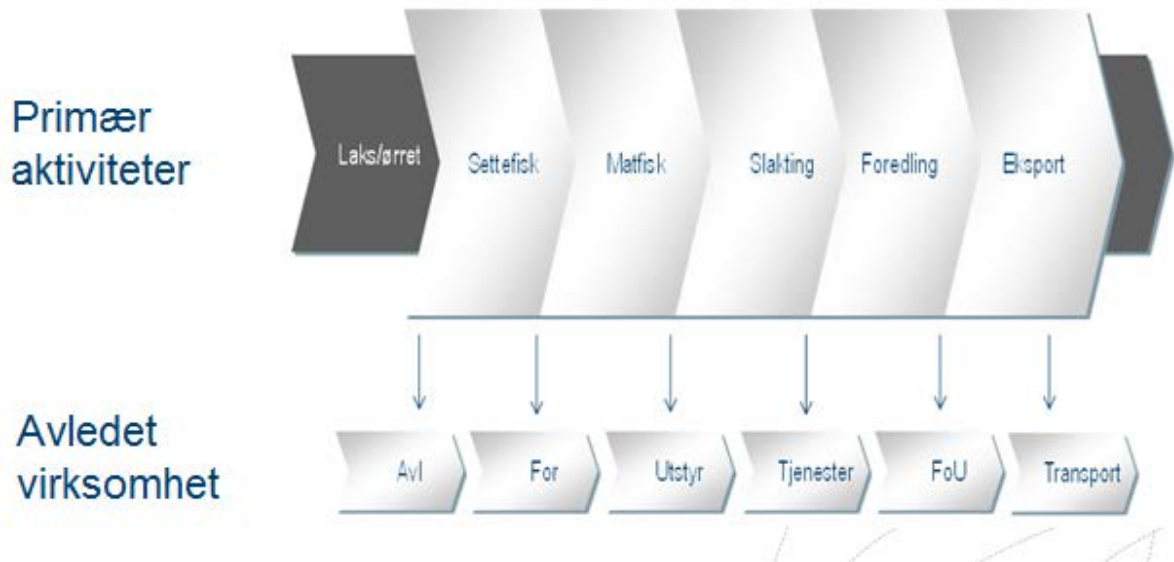 Primær
aktiviteter
Laks/ørret
Settefisk
Matfisk
Slakting
Foredling
Eksport
Avledet
virksomhet
Avl
For
Utstyr
Tjenester
FoU
Transport